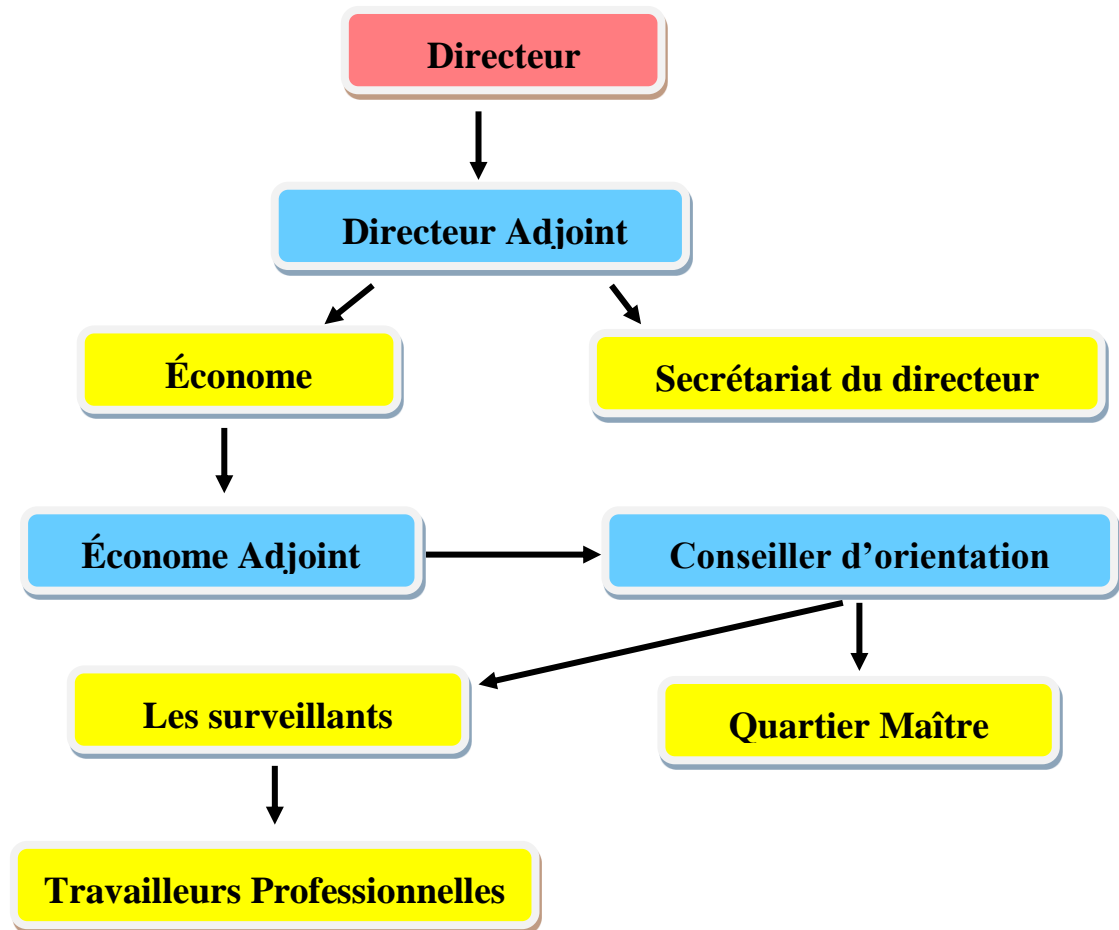 Directeur
Directeur Adjoint
Économe
Secrétariat du directeur
Économe Adjoint
Conseiller d’orientation
Les surveillants
Quartier Maître
Travailleurs Professionnelles